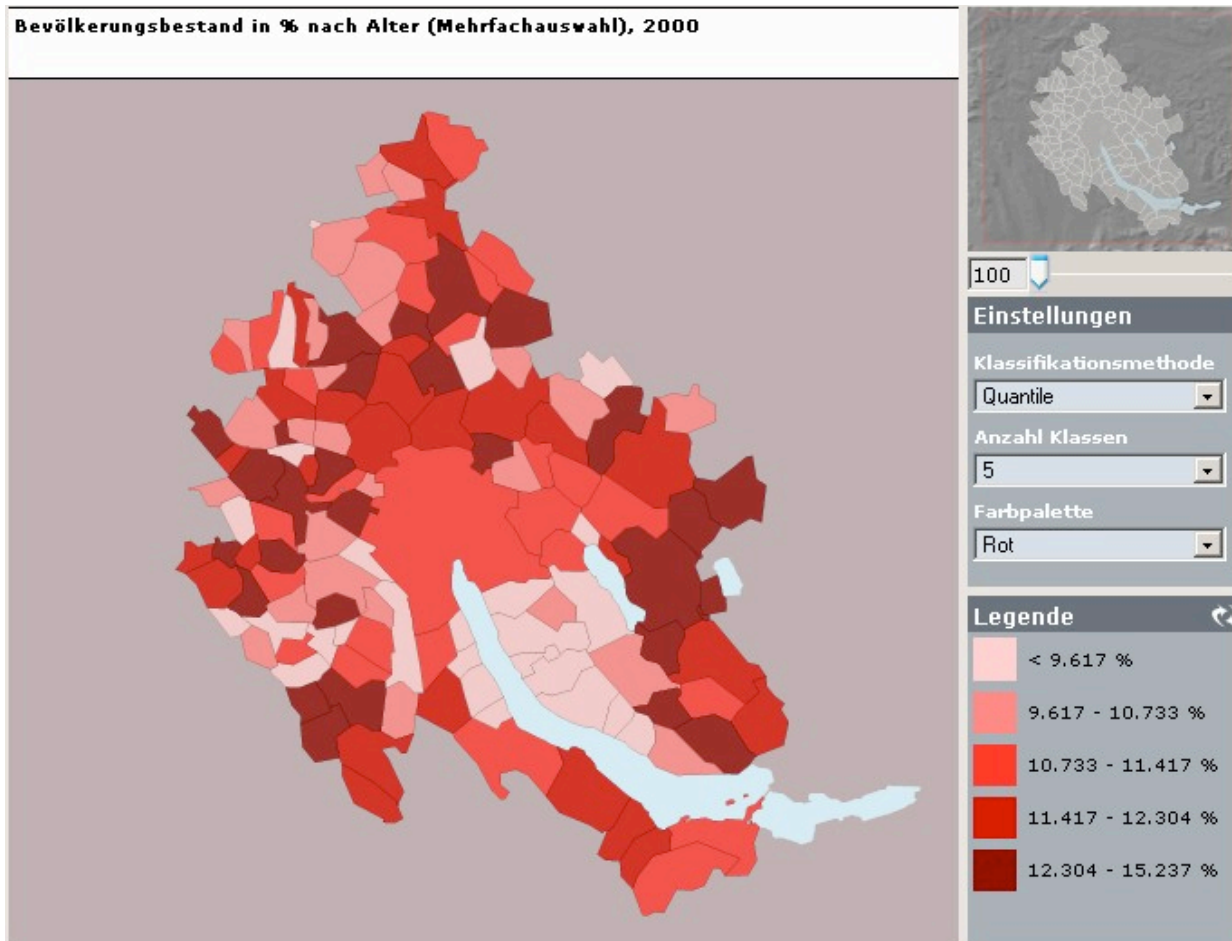 Bevölkerungsbestand in % nach Alter (Mehrfachauswahl), 2000
100
Einstellungen
Klassifikationsmethode
Quantile
Anzahl Klassen
5
Farbpalette
Rot
Legende
< 9.617 %
9.617 - 10.733 %
10.733 - 11.417 %
11.417 - 12.304 %
12.304 - 15.237 %